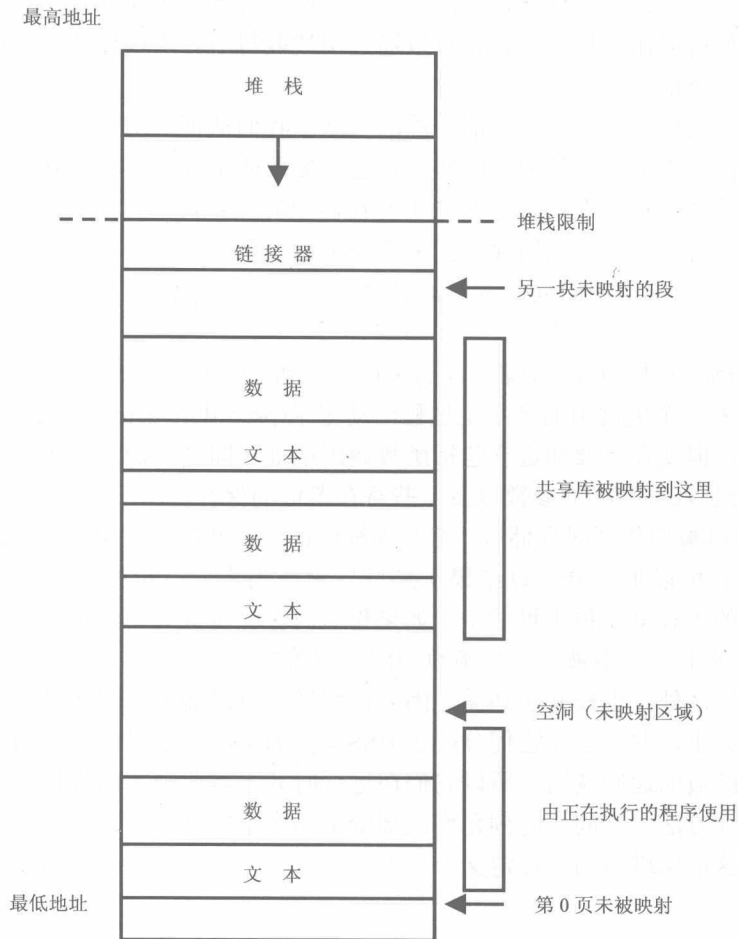 最高地址
堆 栈
堆栈限制
链 接 器
另一块未映射的段
数 据
文 本
共享库被映射到这里
数 据
文 本
空洞（未映射区域）
数 据
由正在执行的程序使用
文 本
最低地址
第 0 页未被映射